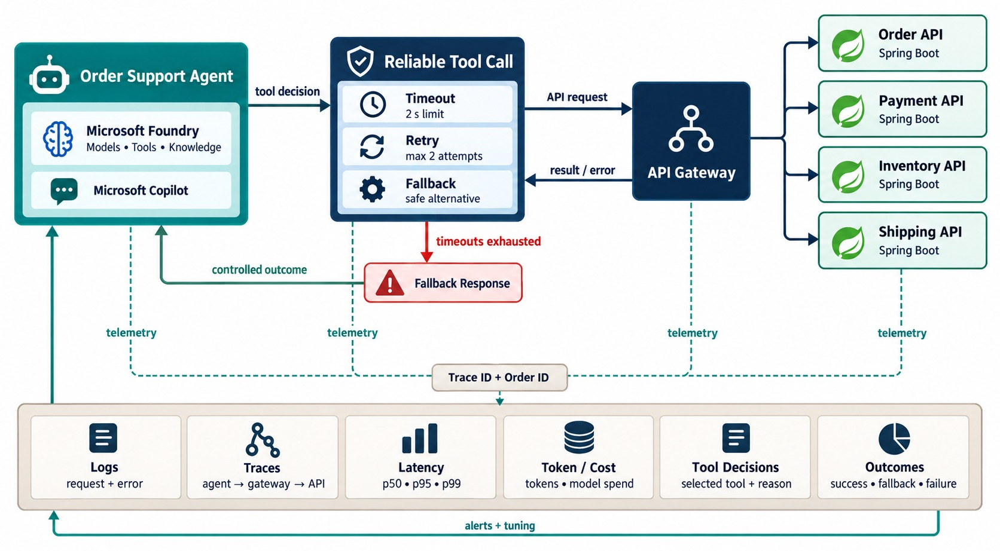 Order Support Agent
Microsoft Foundry
Models • Tools • Knowledge
Microsoft Copilot
tool decision
Reliable Tool Call
Timeout
2 s limit
Retry
max 2 attempts
Fallback
safe alternative
API request
result / error
API Gateway
Order API
Spring Boot
Payment API
Spring Boot
Inventory API
Spring Boot
Shipping API
Spring Boot
timeouts exhausted
controlled outcome
Fallback Response
telemetry
telemetry
telemetry
telemetry
Trace ID + Order ID
Logs
request + error
Traces
agent → gateway → API
Latency
p50 • p95 • p99
Token / Cost
tokens • model spend
Tool Decisions
selected tool + reason
Outcomes
success • fallback • failure
alerts + tuning